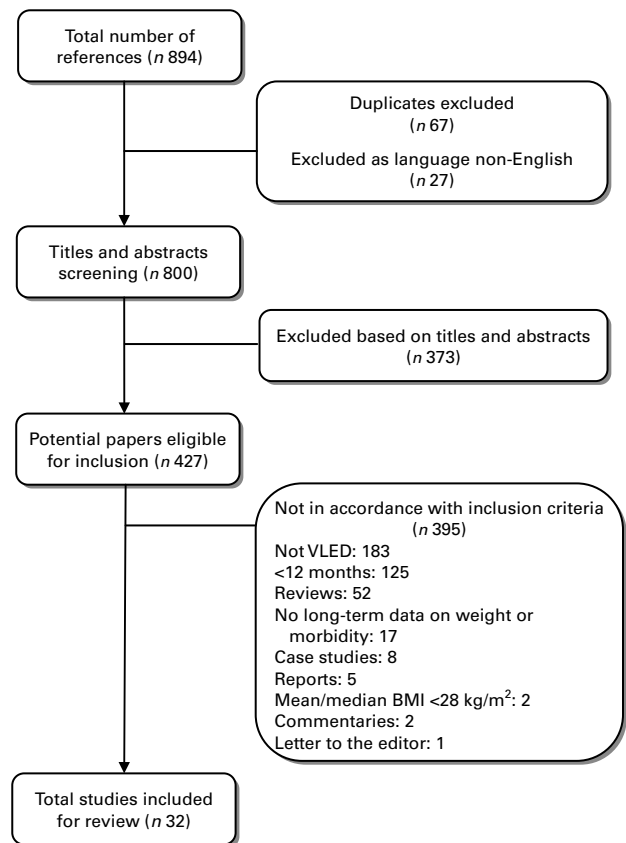 Total number of
references (n 894)
Duplicates excluded
(n 67)
Excluded as language non-English
(n 27)
Titles and abstracts
screening (n 800)
Excluded based on titles and abstracts
(n 373)
Potential papers eligible
for inclusion (n 427)
Not in accordance with inclusion criteria
(n 395)
Not VLED: 183
<12 months: 125
Reviews: 52
No long-term data on weight or
morbidity: 17
Case studies: 8
Reports: 5
Mean/median BMI <28 kg/m²: 2
Commentaries: 2
Letter to the editor: 1
Total studies included
for review (n 32)